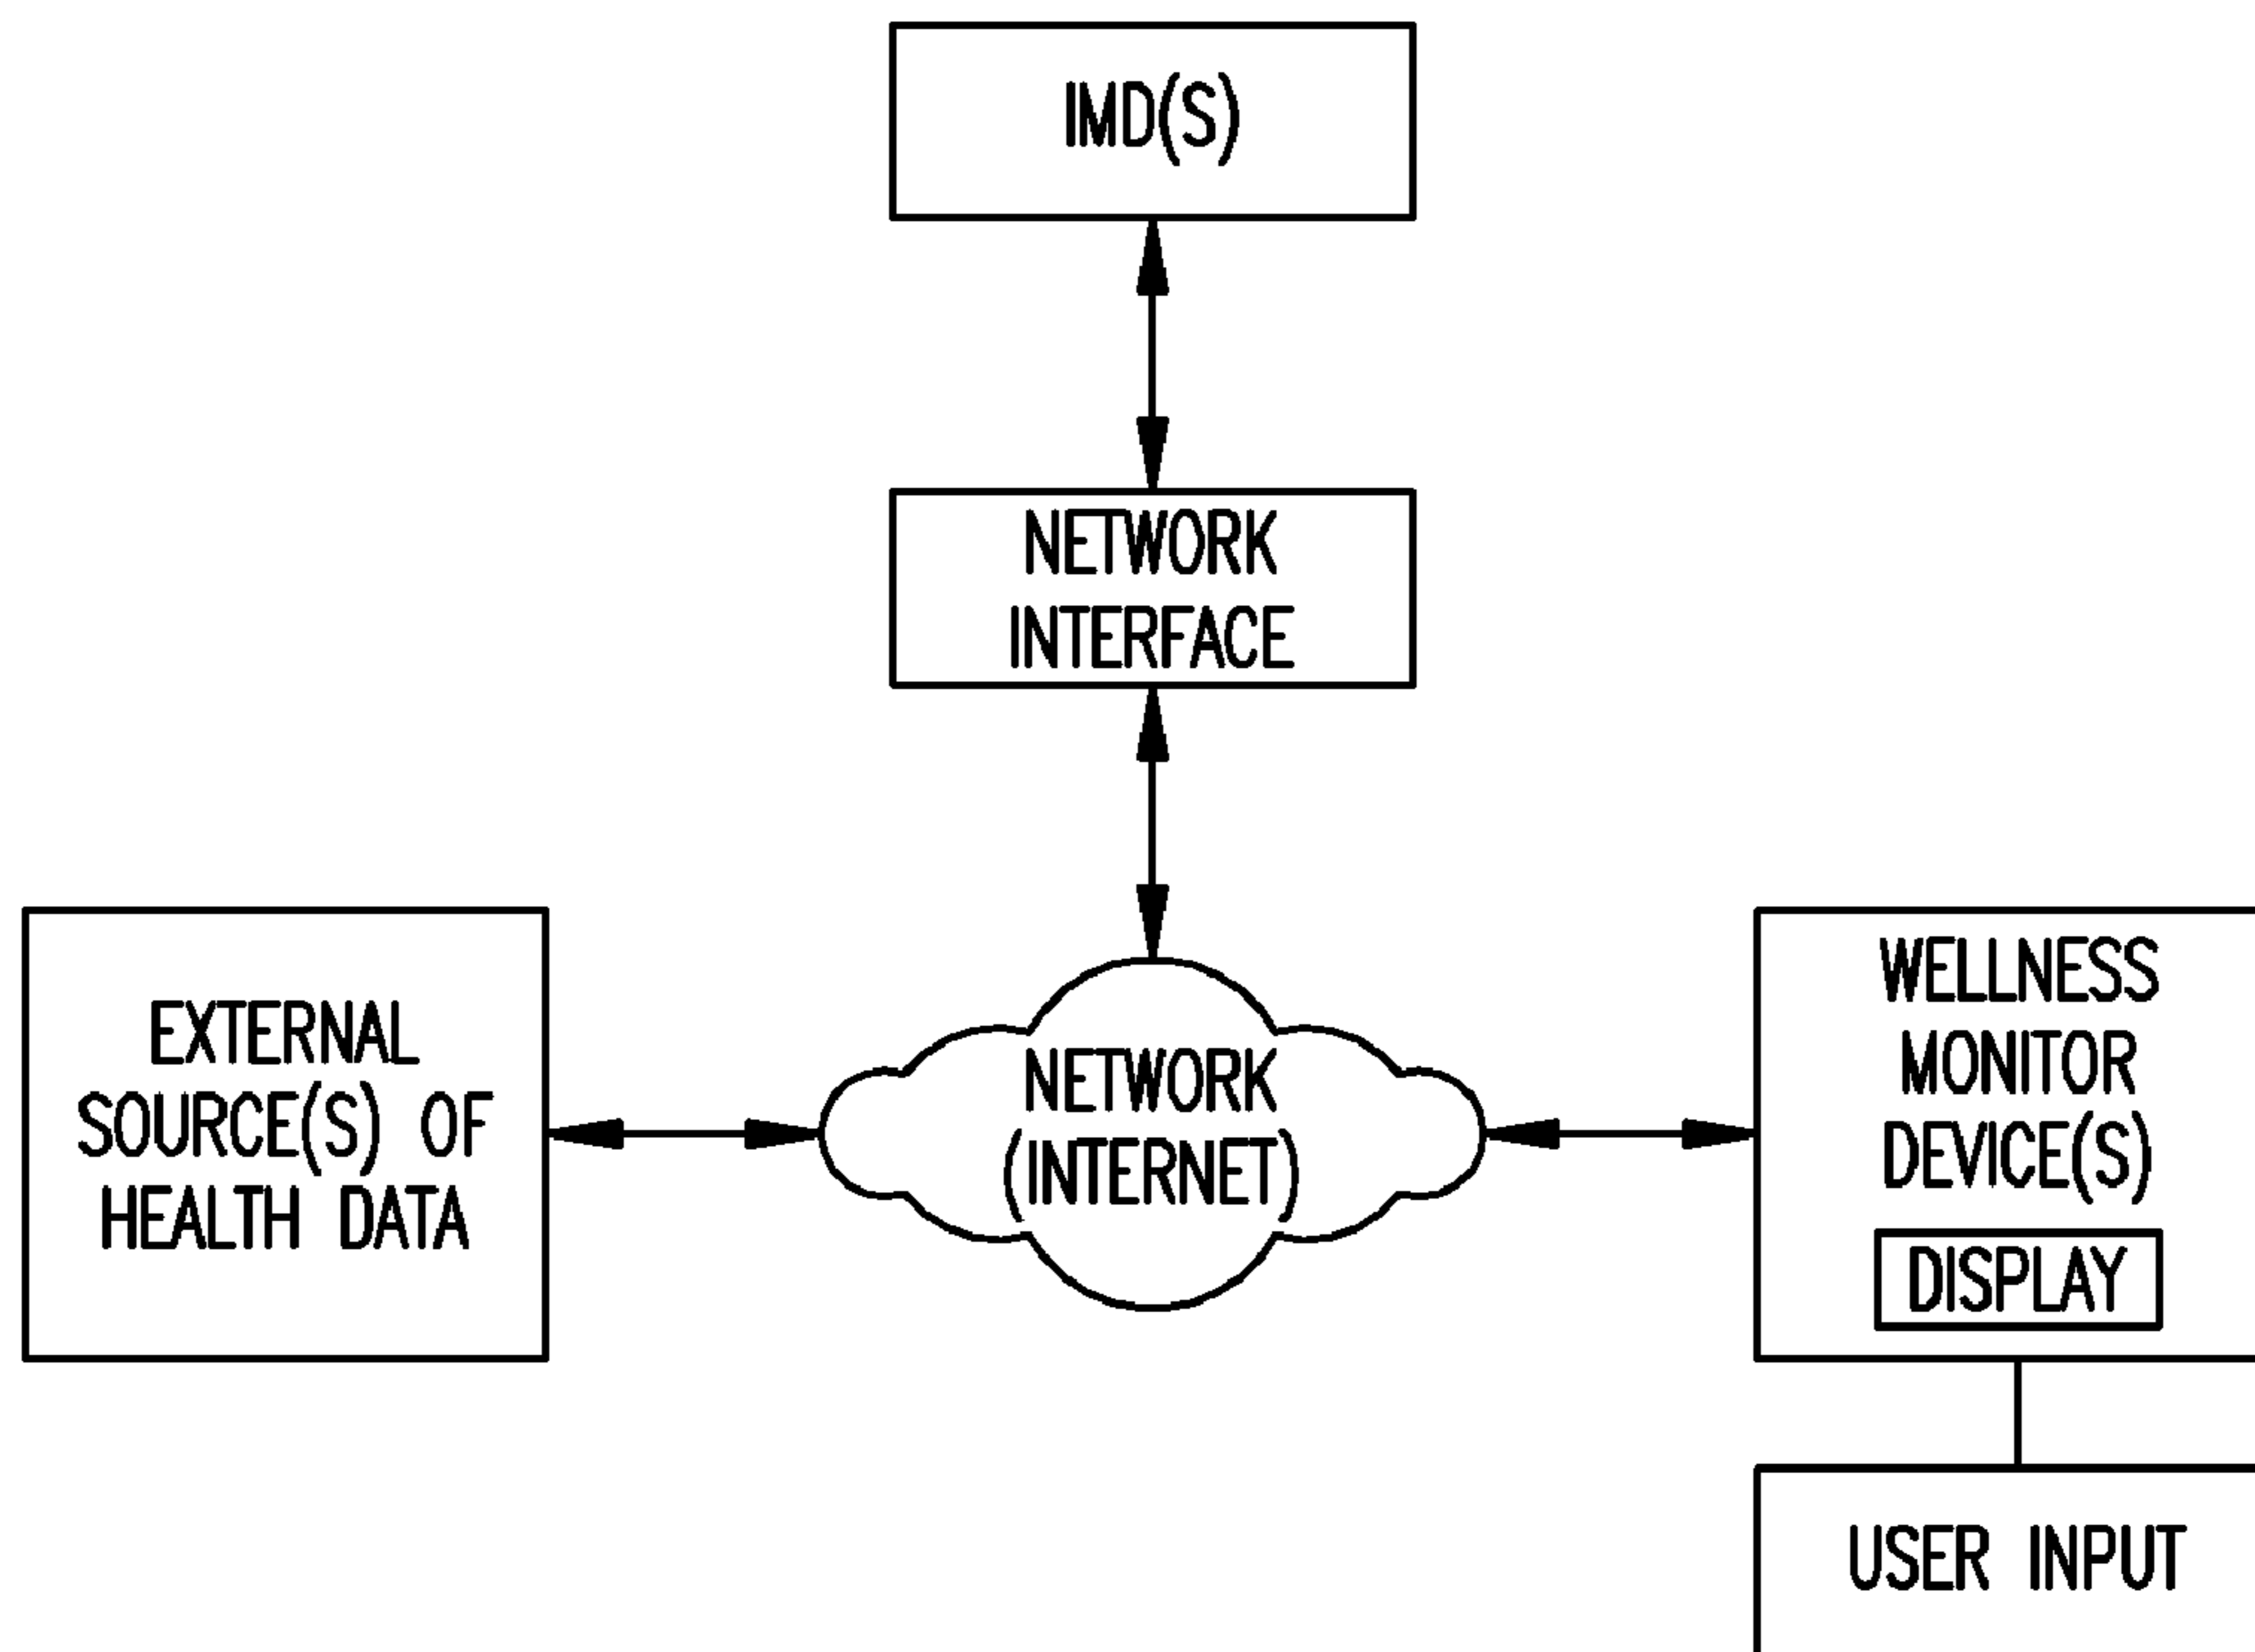 IMD(S)
NETWORK
INTERFACE
EXTERNAL
SOURCE(S) OF
HEALTH DATA
NETWORK
(INTERNET)
WELLNESS
MONITOR
DEVICE(S)
DISPLAY
USER INPUT